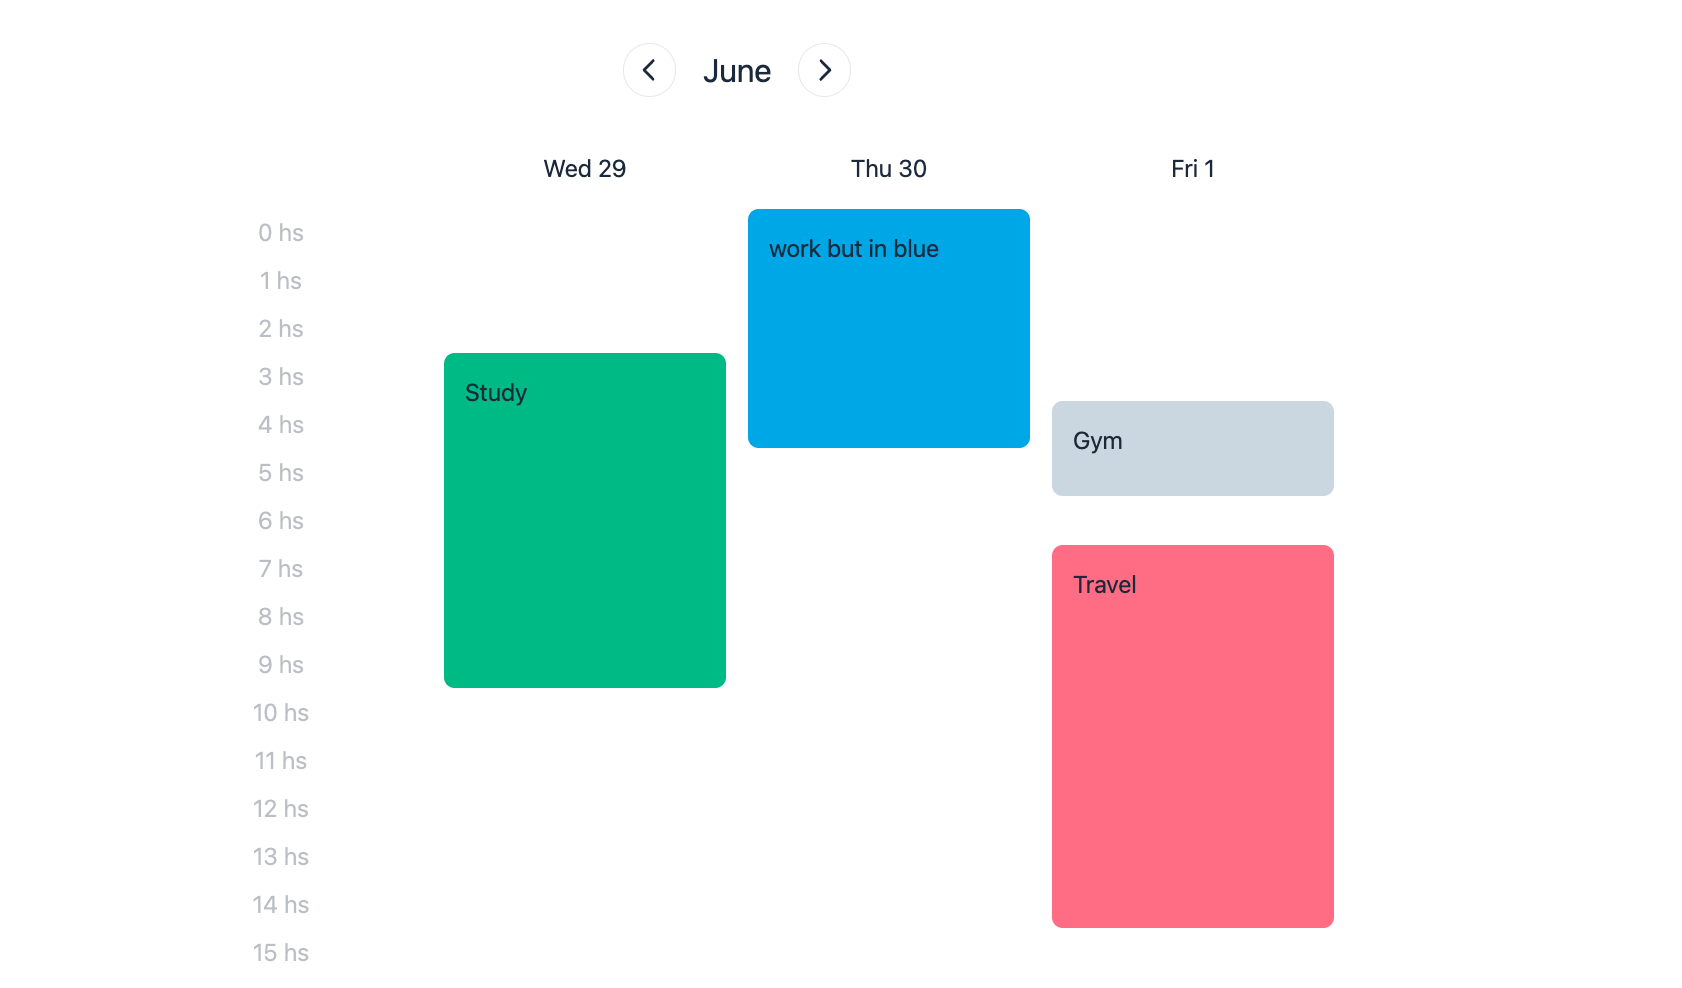 June
Wed 29
Thu 30
Fri 1
0 hs
work but in blue
1 hs
2 hs
3 hs
Study
4 hs
Gym
5 hs
6 hs
7 hs
Travel
8 hs
9 hs
10 hs
11 hs
12 hs
13 hs
14 hs
15 hs